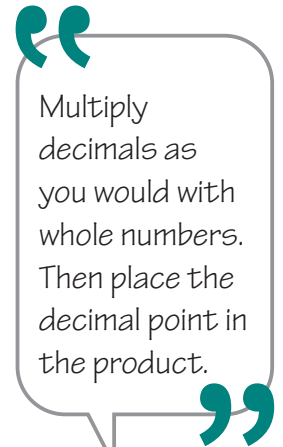 Multiply
decimals as
you would with
whole numbers.
Then place the
decimal point in
the product.